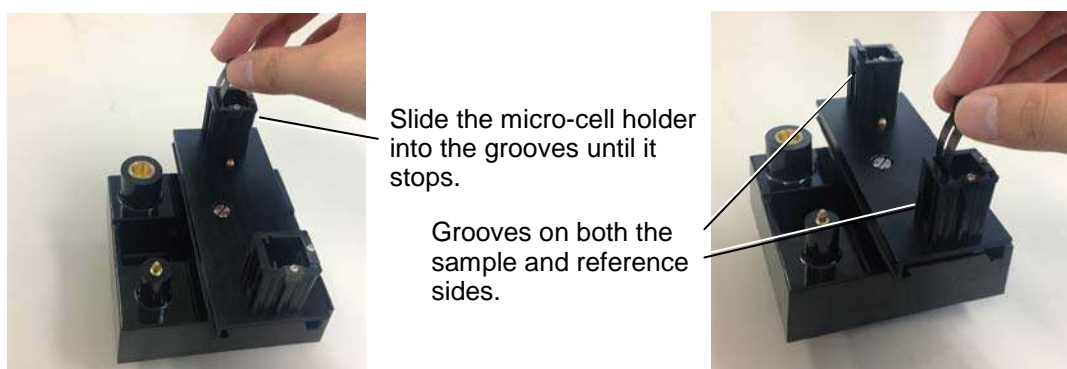 Slide the micro-cell holder
into the grooves until it
stops.
Grooves on both the
sample and reference
sides.